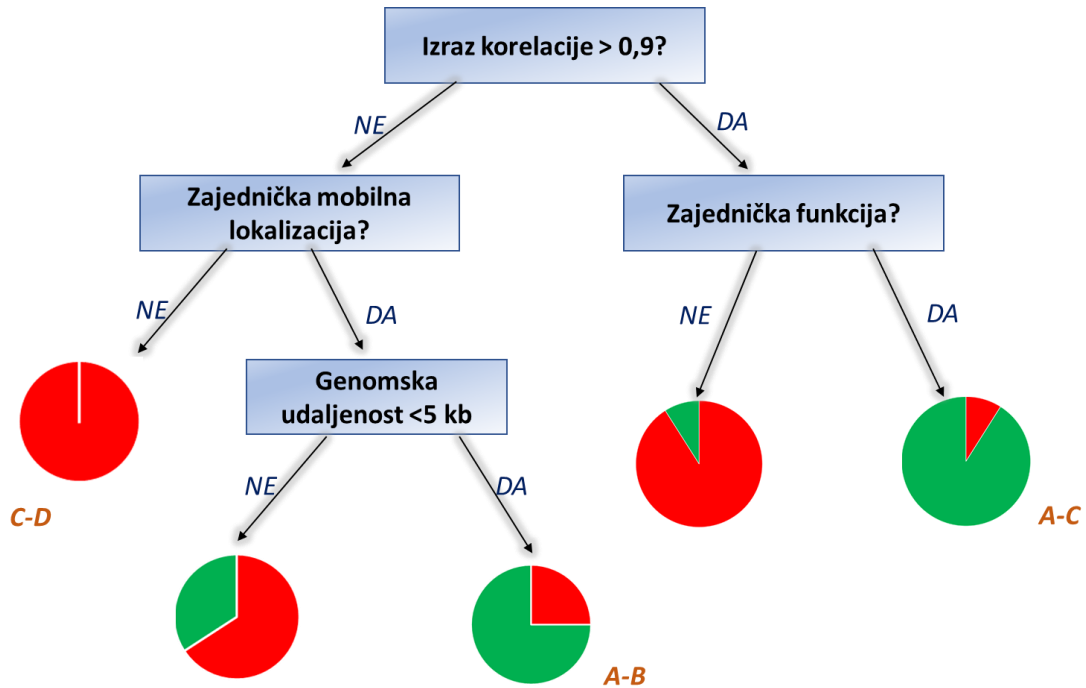 Izraz korelacije > 0,9?
NE
DA
Zajednička mobilna
lokalizacija?
Zajednička funkcija?
NE
DA
NE
DA
Genomska
udaljenost <5 kb
C-D
NE
DA
A-C
A-B